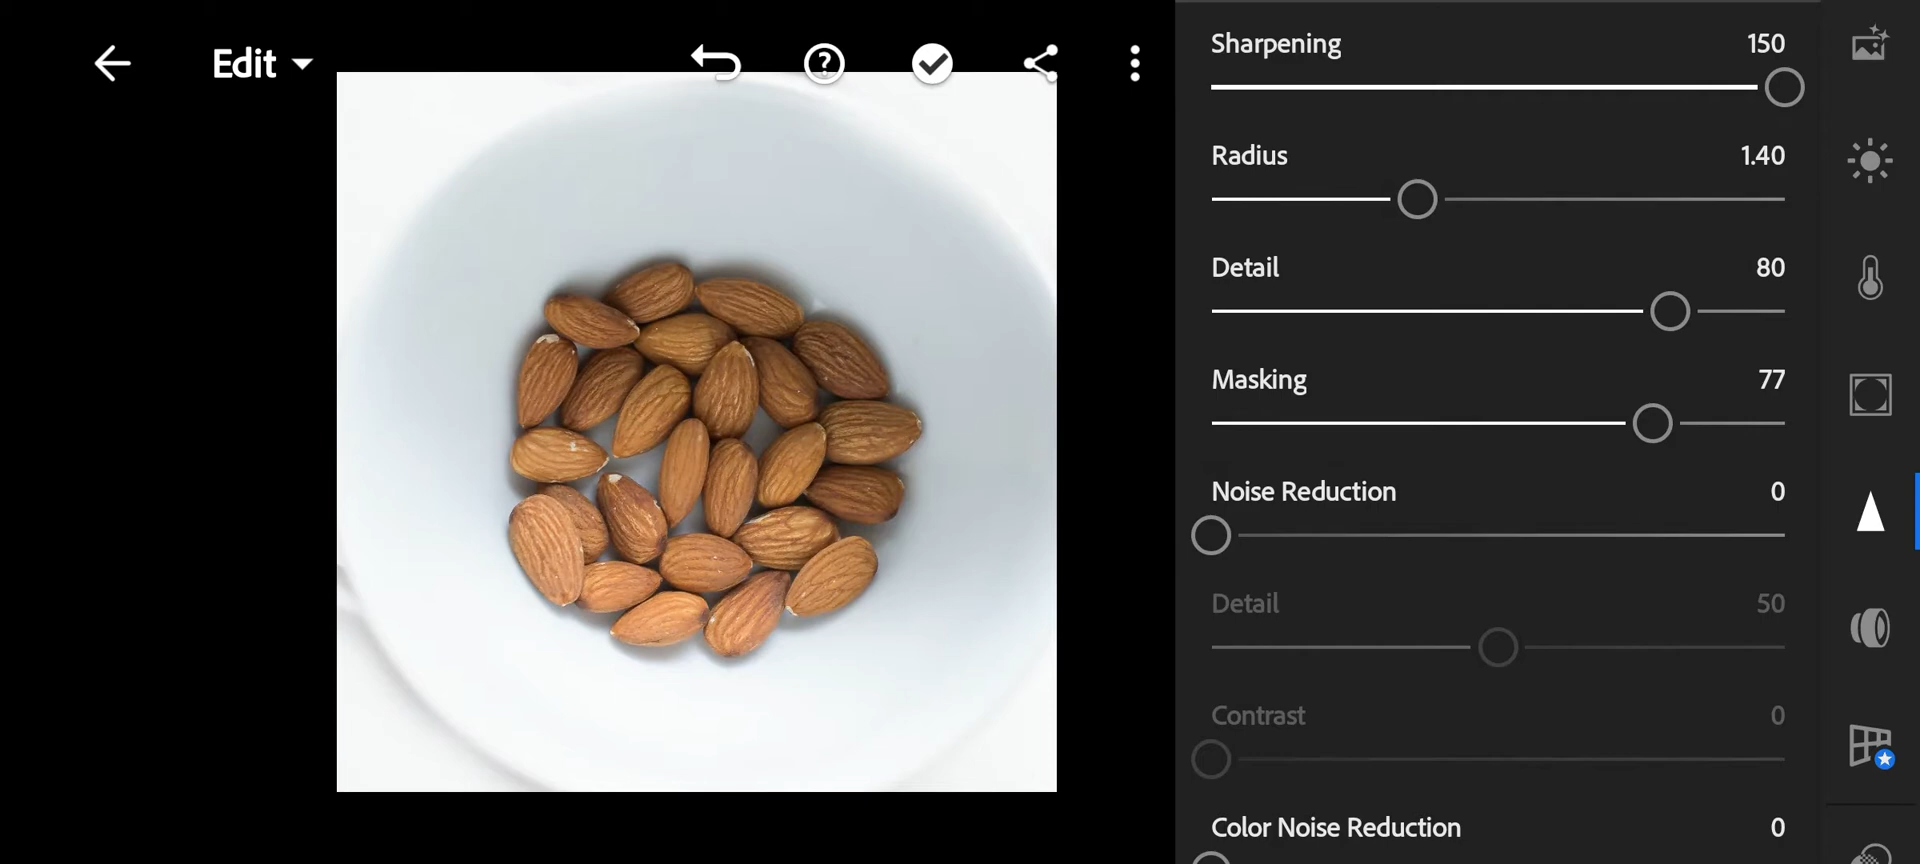 Edit
Sharpening 150
Radius 1.40
Detail 80
Masking 77
Noise Reduction 0
Detail 50
Contrast 0
Color Noise Reduction 0